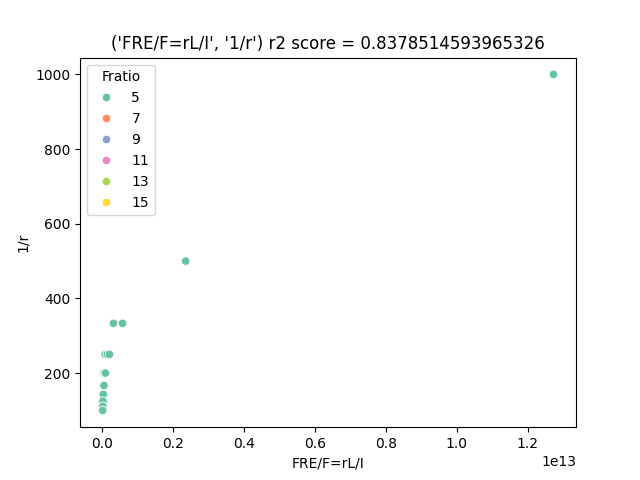 ('FRE/F=rL/I', '1/r') r2 score = 0.8378514593965326
Fratio
5
7
9
11
13
15
1000
800
600
400
200
1/r
0.0 0.2 0.4 0.6 0.8 1.0 1.2
1e13
FRE/F=rL/I